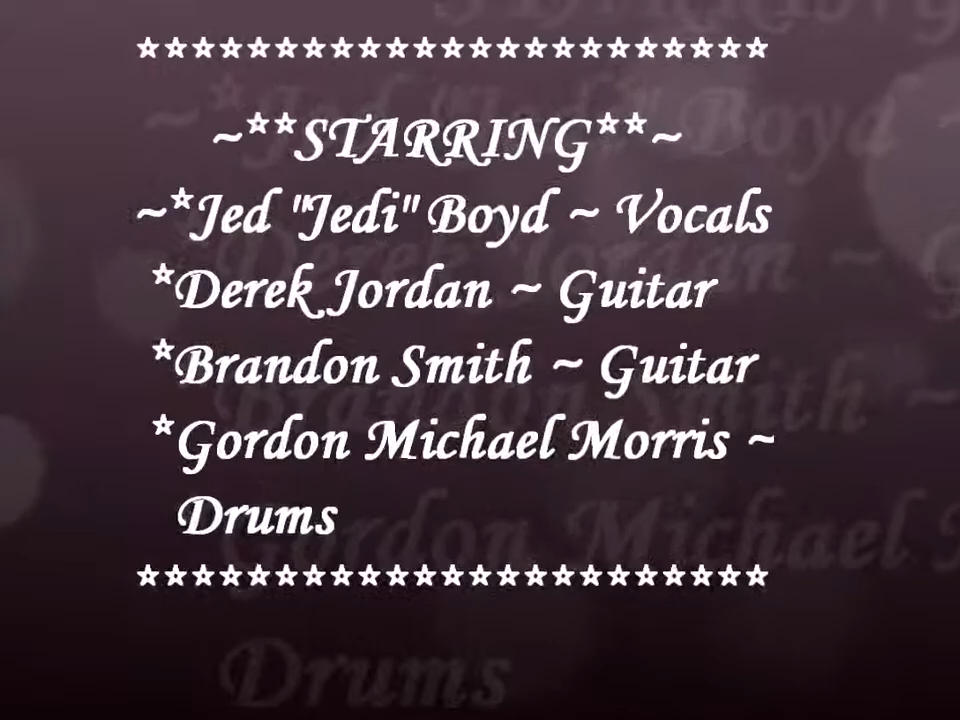 ***********************
~**STARRING**~
~*Jed "Jedi" Boyd ~ Vocals
*Derek Jordan ~ Guitar
*Brandon Smith ~ Guitar
*Gordon Michael Morris ~
Drums
***********************